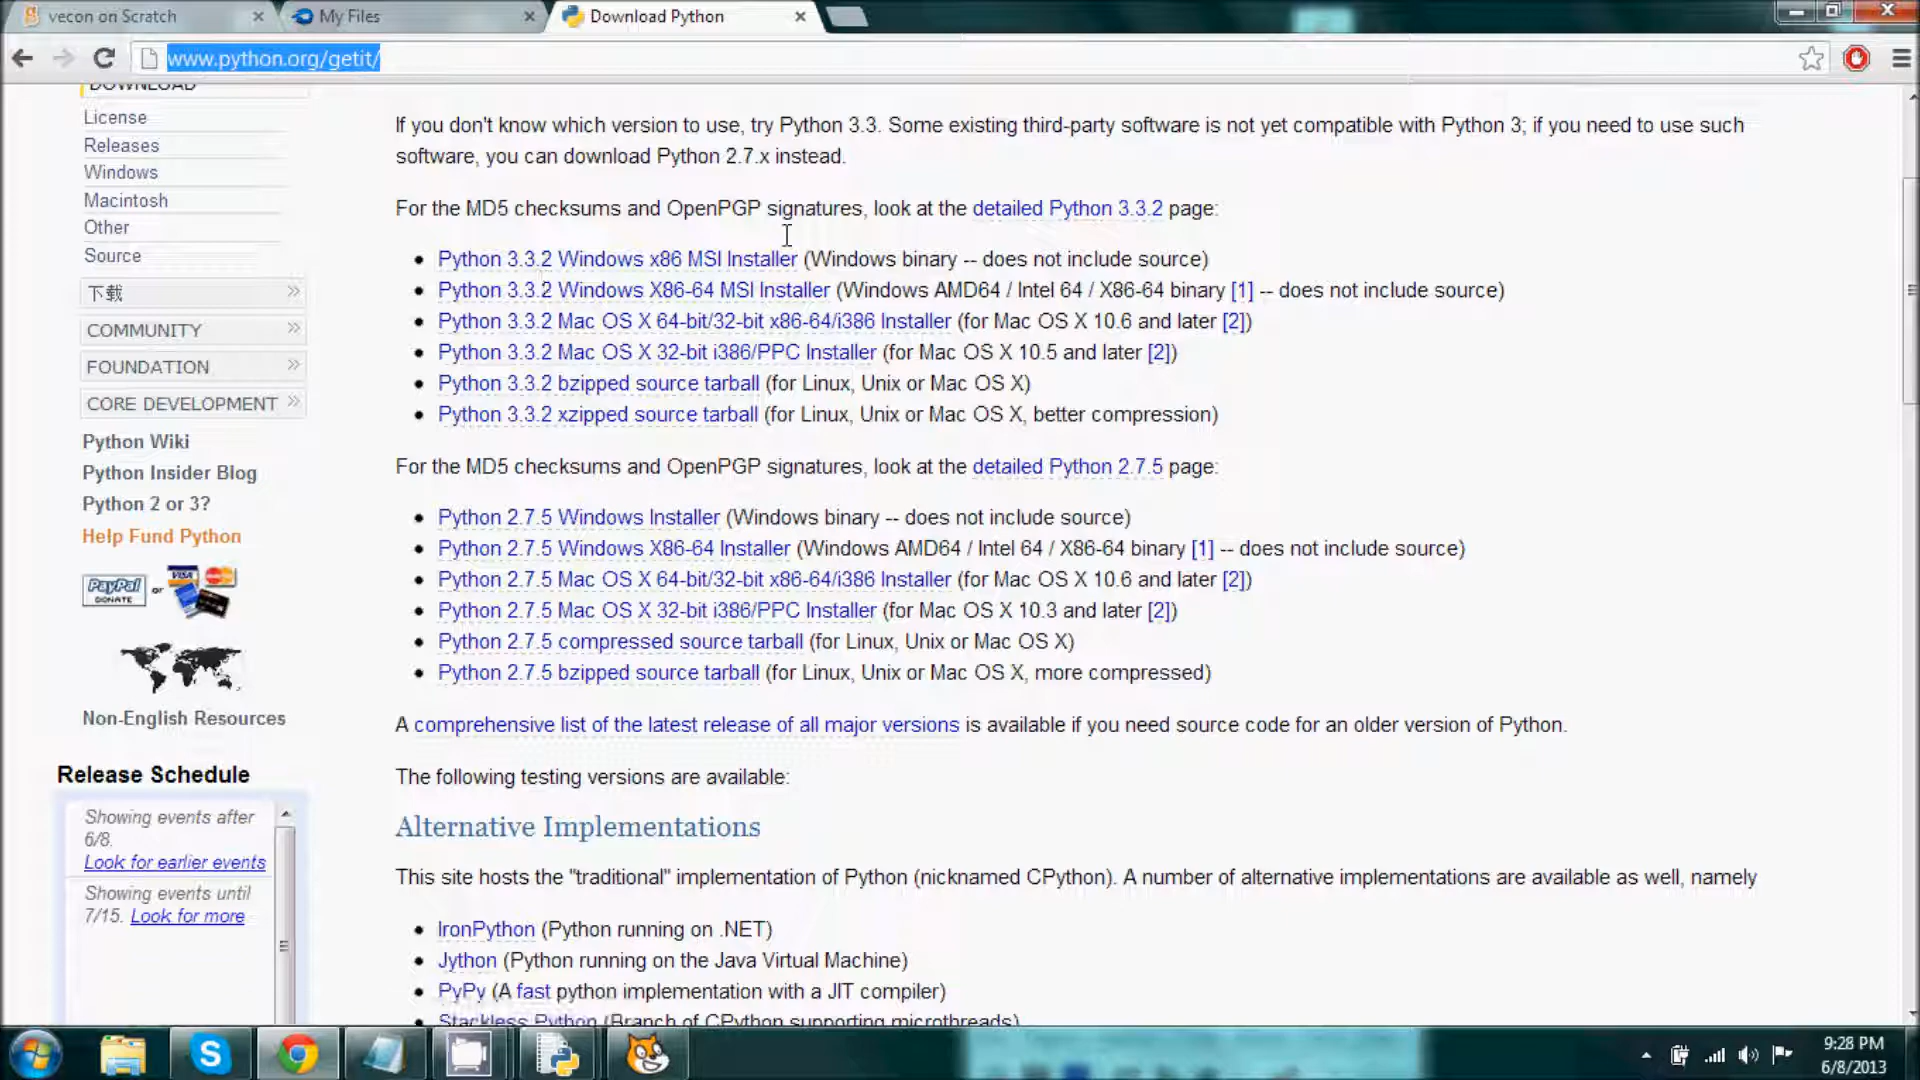 vecon on Scratch
My Files
Download Python
www.python.org/getit/
DOWNLOAD
License
Releases
Windows
Macintosh
Other
Source
下载 »
COMMUNITY »
FOUNDATION »
CORE DEVELOPMENT »
Python Wiki
Python Insider Blog
Python 2 or 3?
Help Fund Python
PayPal
DONATE
or
VISA
Non-English Resources
Release Schedule
Showing events after
6/8.
Look for earlier events
Showing events until
7/15. Look for more
If you don't know which version to use, try Python 3.3. Some existing third-party software is not yet compatible with Python 3; if you need to use such
software, you can download Python 2.7.x instead.
For the MD5 checksums and OpenPGP signatures, look at the detailed Python 3.3.2 page:
• Python 3.3.2 Windows x86 MSI Installer (Windows binary -- does not include source)
• Python 3.3.2 Windows X86-64 MSI Installer (Windows AMD64 / Intel 64 / X86-64 binary [1] -- does not include source)
• Python 3.3.2 Mac OS X 64-bit/32-bit x86-64/i386 Installer (for Mac OS X 10.6 and later [2])
• Python 3.3.2 Mac OS X 32-bit i386/PPC Installer (for Mac OS X 10.5 and later [2])
• Python 3.3.2 bzipped source tarball (for Linux, Unix or Mac OS X)
• Python 3.3.2 xzipped source tarball (for Linux, Unix or Mac OS X, better compression)
For the MD5 checksums and OpenPGP signatures, look at the detailed Python 2.7.5 page:
• Python 2.7.5 Windows Installer (Windows binary -- does not include source)
• Python 2.7.5 Windows X86-64 Installer (Windows AMD64 / Intel 64 / X86-64 binary [1] -- does not include source)
• Python 2.7.5 Mac OS X 64-bit/32-bit x86-64/i386 Installer (for Mac OS X 10.6 and later [2])
• Python 2.7.5 Mac OS X 32-bit i386/PPC Installer (for Mac OS X 10.3 and later [2])
• Python 2.7.5 compressed source tarball (for Linux, Unix or Mac OS X)
• Python 2.7.5 bzipped source tarball (for Linux, Unix or Mac OS X, more compressed)
A comprehensive list of the latest release of all major versions is available if you need source code for an older version of Python.
The following testing versions are available:
Alternative Implementations
This site hosts the "traditional" implementation of Python (nicknamed CPython). A number of alternative implementations are available as well, namely
• IronPython (Python running on .NET)
• Jython (Python running on the Java Virtual Machine)
• PyPy (A fast python implementation with a JIT compiler)
• Stackless Python (Branch of CPython supporting microthreads)
9:28 PM
6/8/2013